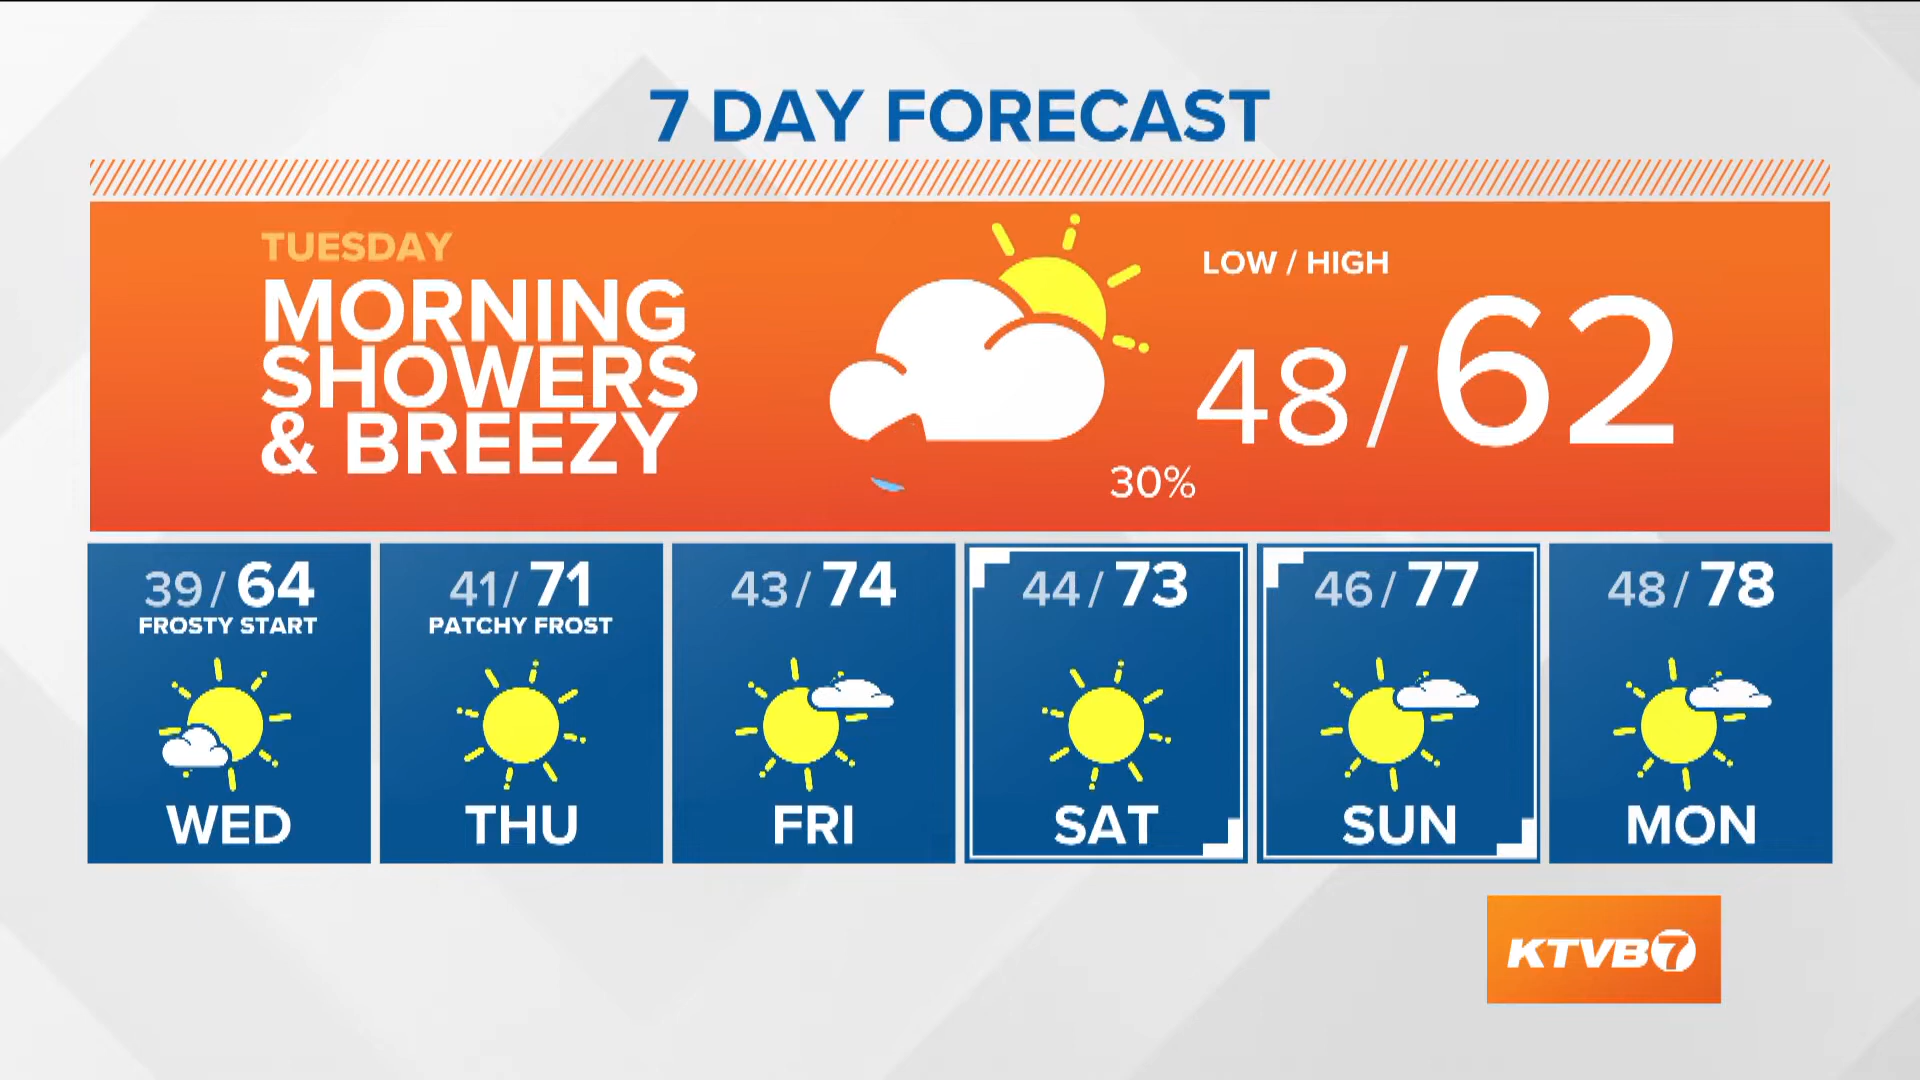 7 DAY FORECAST
TUESDAY
MORNING
SHOWERS
& BREEZY
LOW / HIGH
48/62
30%
39/64
FROSTY START
WED
41/71
PATCHY FROST
THU
43/74
FRI
44/73
SAT
46/77
SUN
48/78
MON
KTVB7